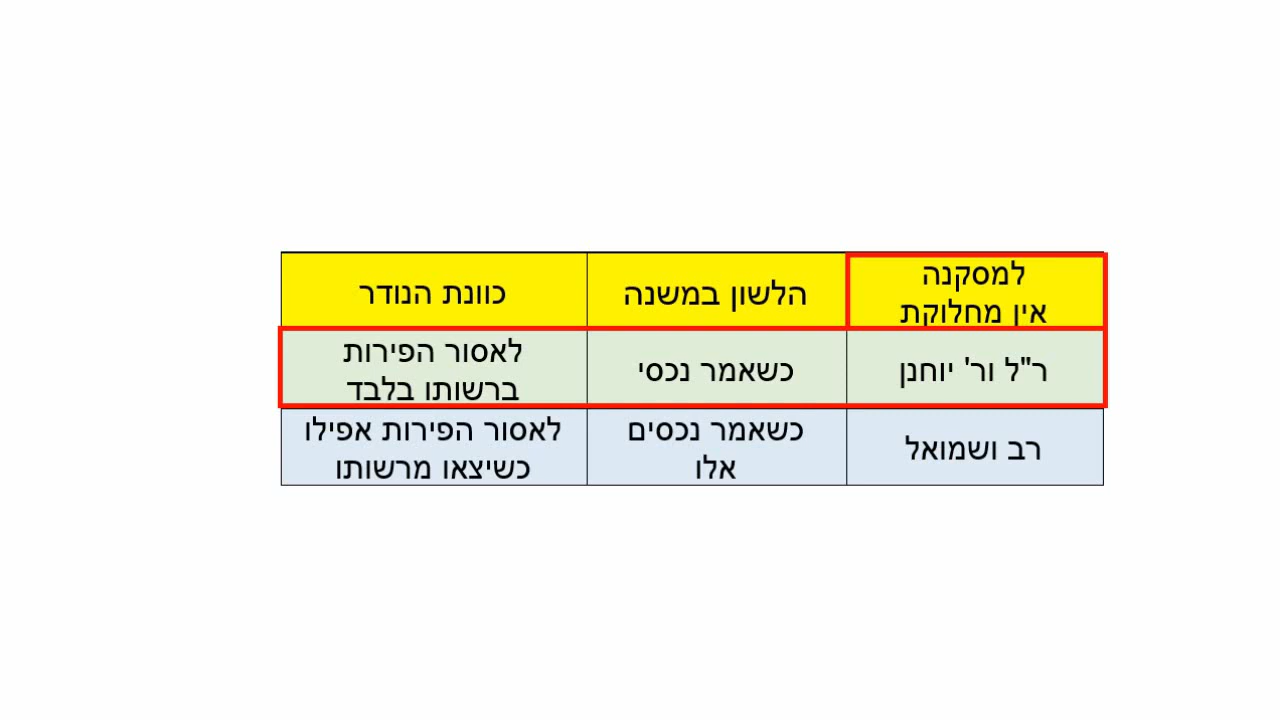 למסקנה
אין מחלוקת
הלשון במשנה
כוונת הנודר
ר"ל ור' יוחנן
כשאמר נכסי
לאסור הפירות
ברשותו בלבד
רב ושמואל
כשאמר נכסים
אלו
לאסור הפירות אפילו
כשיצאו מרשותו